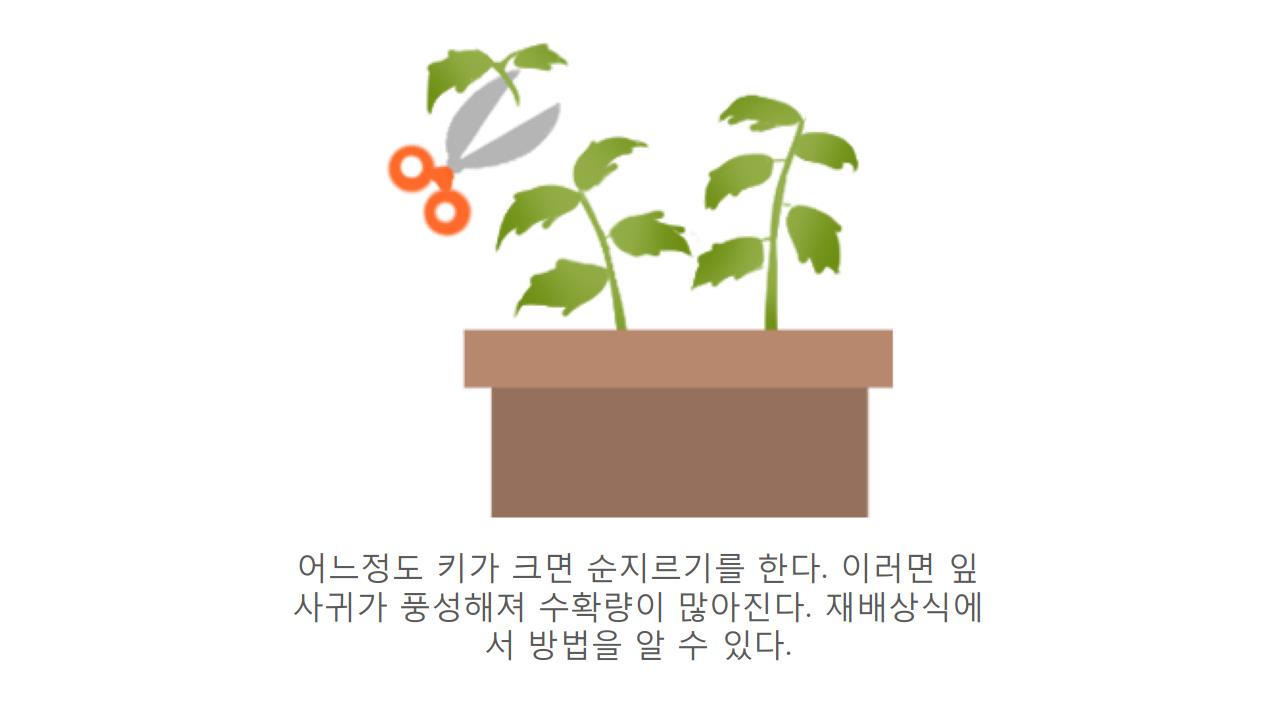 어느정도 키가 크면 순지르기를 한다. 이러면 잎
사귀가 풍성해져 수확량이 많아진다. 재배상식에
서 방법을 알 수 있다.